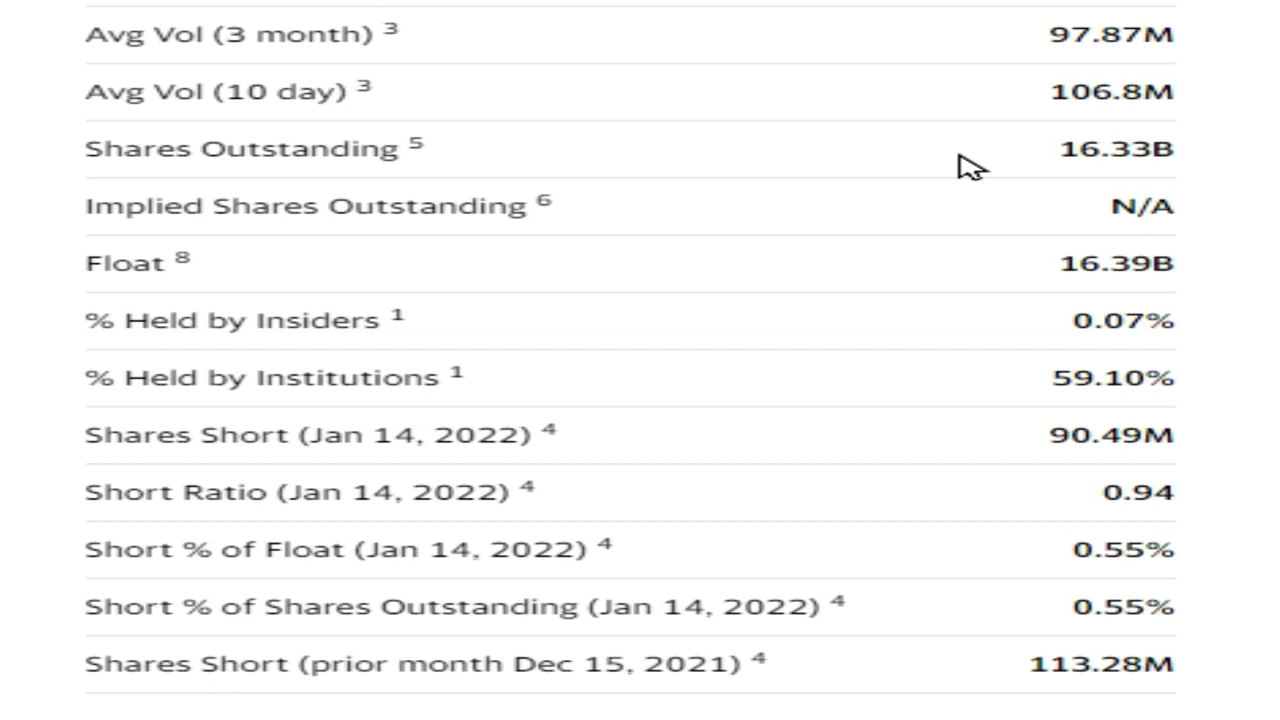 Avg Vol (3 month) 3 97.87M
Avg Vol (10 day) 3 106.8M
Shares Outstanding 5 16.33B
Implied Shares Outstanding 6 N/A
Float 8 16.39B
% Held by Insiders 1 0.07%
% Held by Institutions 1 59.10%
Shares Short (Jan 14, 2022) 4 90.49M
Short Ratio (Jan 14, 2022) 4 0.94
Short % of Float (Jan 14, 2022) 4 0.55%
Short % of Shares Outstanding (Jan 14, 2022) 4 0.55%
Shares Short (prior month Dec 15, 2021) 4 113.28M